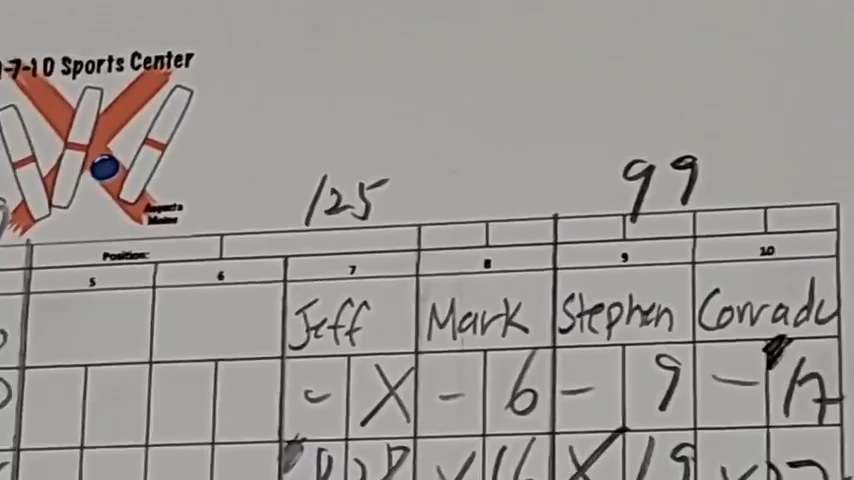 -7-10 Sports Center
125
99
Position:
5 6 7 8 9 10
Jeff Mark Stephen Conrade
- X - 6 - 9 - 17